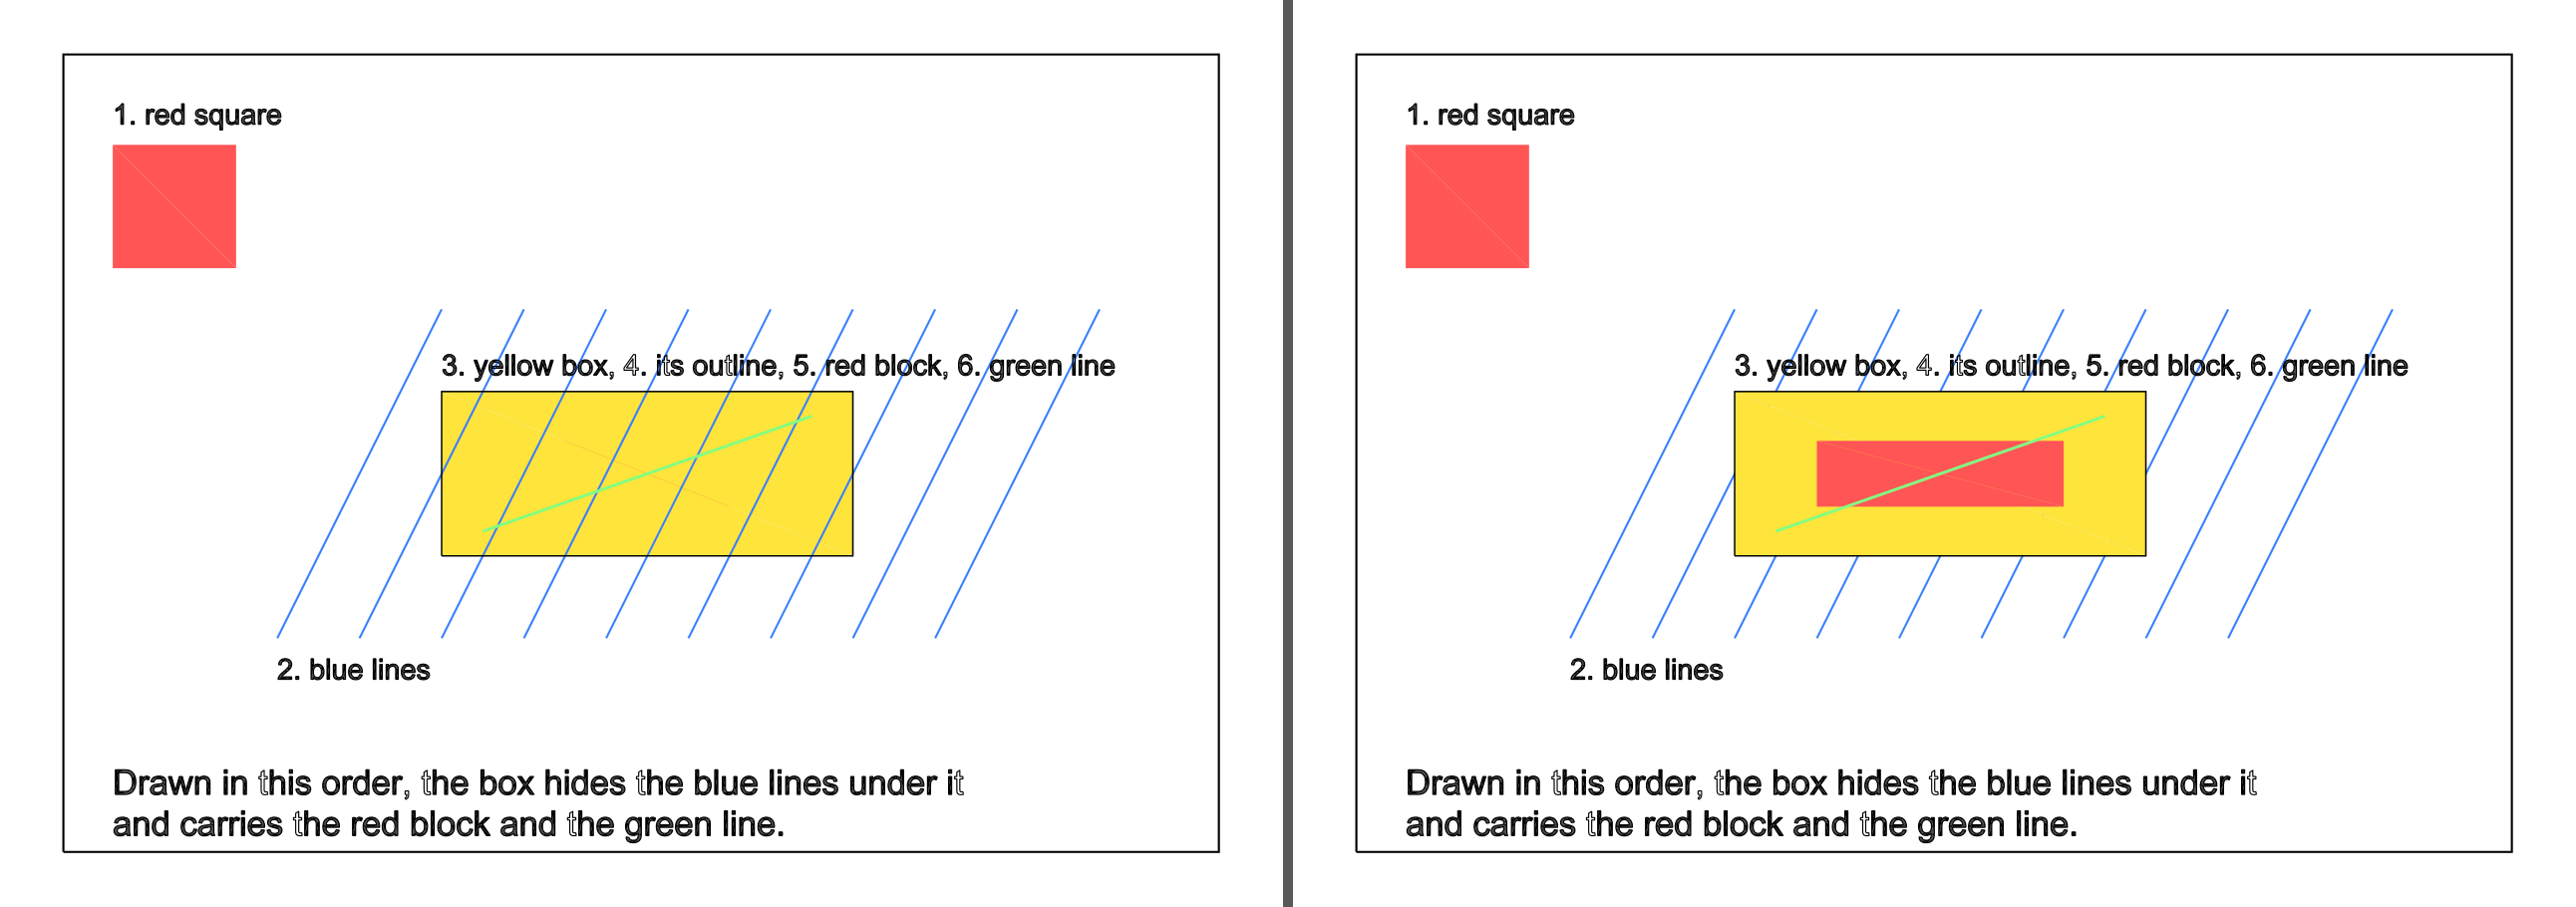 1. red square
3. yellow box, 4. its outline, 5. red block, 6. green line
2. blue lines
Drawn in this order, the box hides the blue lines under it
and carries the red block and the green line.
1. red square
3. yellow box, 4. its outline, 5. red block, 6. green line
2. blue lines
Drawn in this order, the box hides the blue lines under it
and carries the red block and the green line.